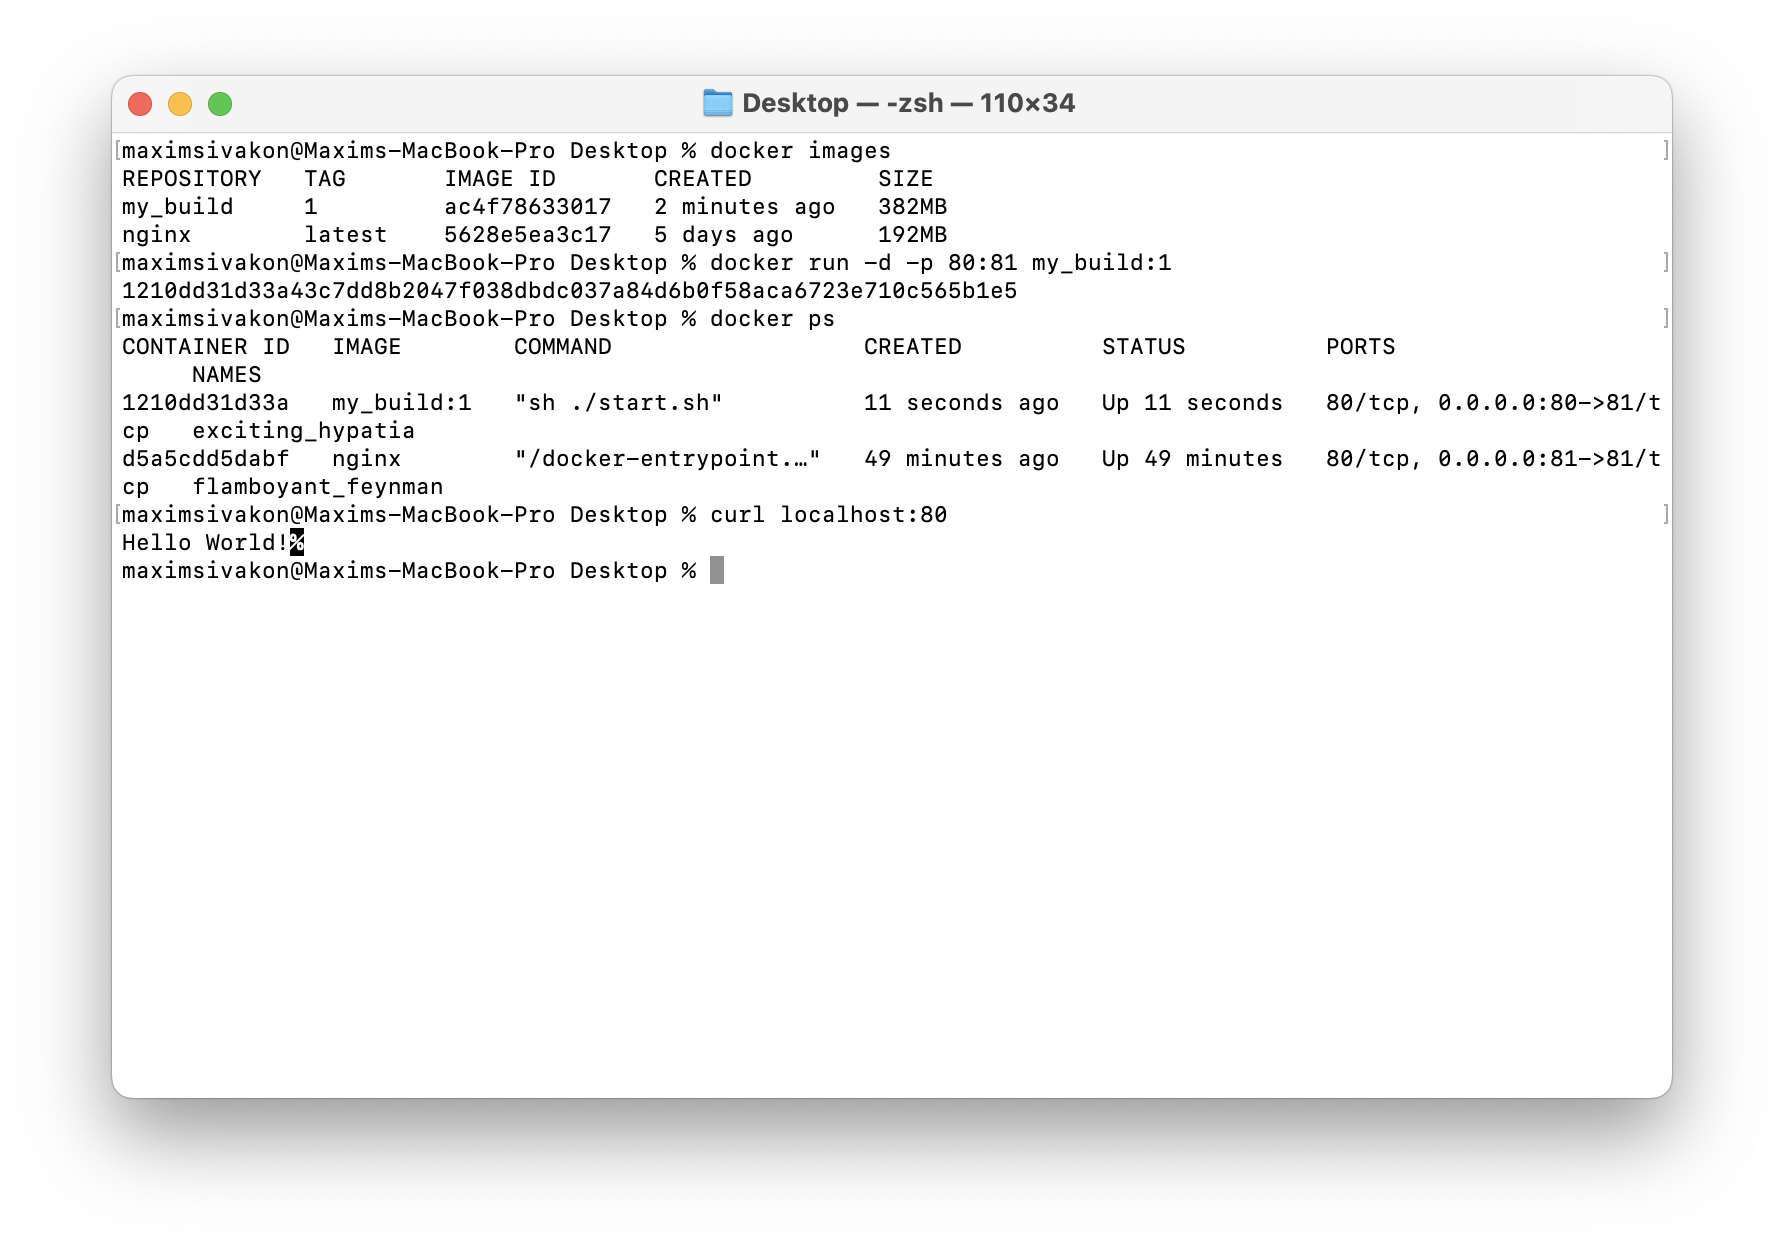 Desktop — -zsh — 110×34
[maximsivakon@Maxims-MacBook-Pro Desktop % docker images ]
REPOSITORY   TAG       IMAGE ID       CREATED         SIZE
my_build     1         ac4f78633017   2 minutes ago   382MB
nginx        latest    5628e5ea3c17   5 days ago      192MB
[maximsivakon@Maxims-MacBook-Pro Desktop % docker run -d -p 80:81 my_build:1 ]
1210dd31d33a43c7dd8b2047f038dbdc037a84d6b0f58aca6723e710c565b1e5
[maximsivakon@Maxims-MacBook-Pro Desktop % docker ps ]
CONTAINER ID   IMAGE        COMMAND                  CREATED          STATUS          PORTS
     NAMES
1210dd31d33a   my_build:1   "sh ./start.sh"          11 seconds ago   Up 11 seconds   80/tcp, 0.0.0.0:80->81/t
cp   exciting_hypatia
d5a5cdd5dabf   nginx        "/docker-entrypoint.…"   49 minutes ago   Up 49 minutes   80/tcp, 0.0.0.0:81->81/t
cp   flamboyant_feynman
[maximsivakon@Maxims-MacBook-Pro Desktop % curl localhost:80 ]
Hello World!%
maximsivakon@Maxims-MacBook-Pro Desktop %